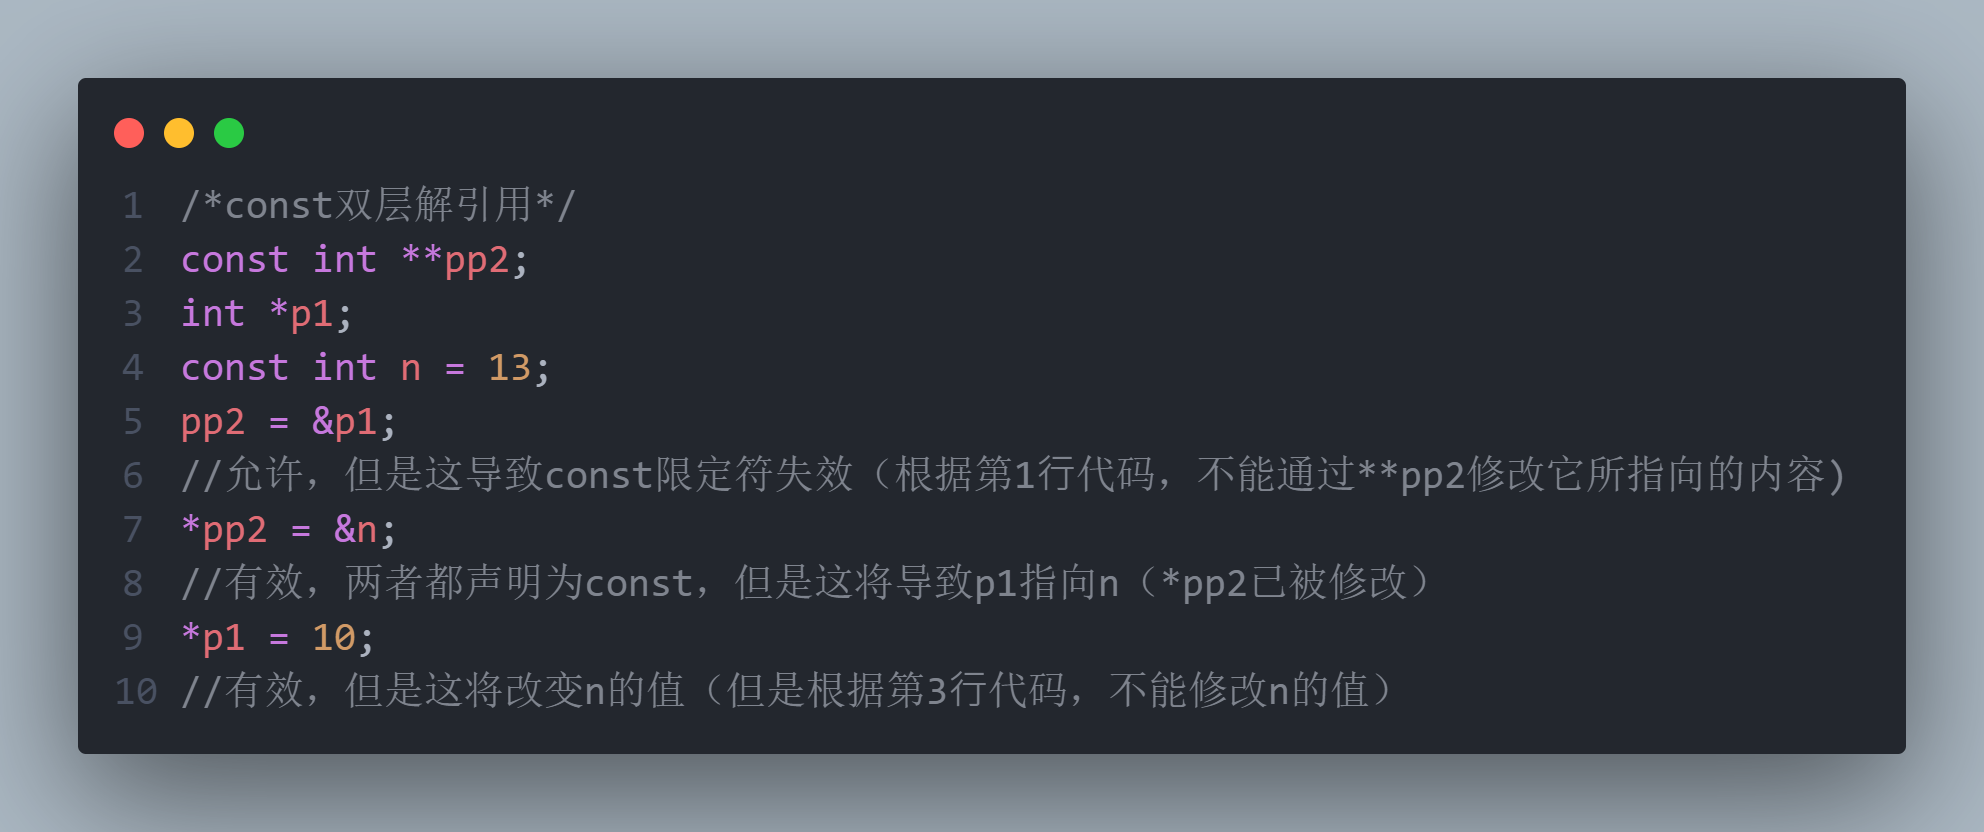 1 /*const双层解引用*/
2 const int **pp2;
3 int *p1;
4 const int n = 13;
5 pp2 = &p1;
6 //允许，但是这导致const限定符失效（根据第1行代码，不能通过**pp2修改它所指向的内容)
7 *pp2 = &n;
8 //有效，两者都声明为const，但是这将导致p1指向n（*pp2已被修改）
9 *p1 = 10;
10 //有效，但是这将改变n的值（但是根据第3行代码，不能修改n的值）